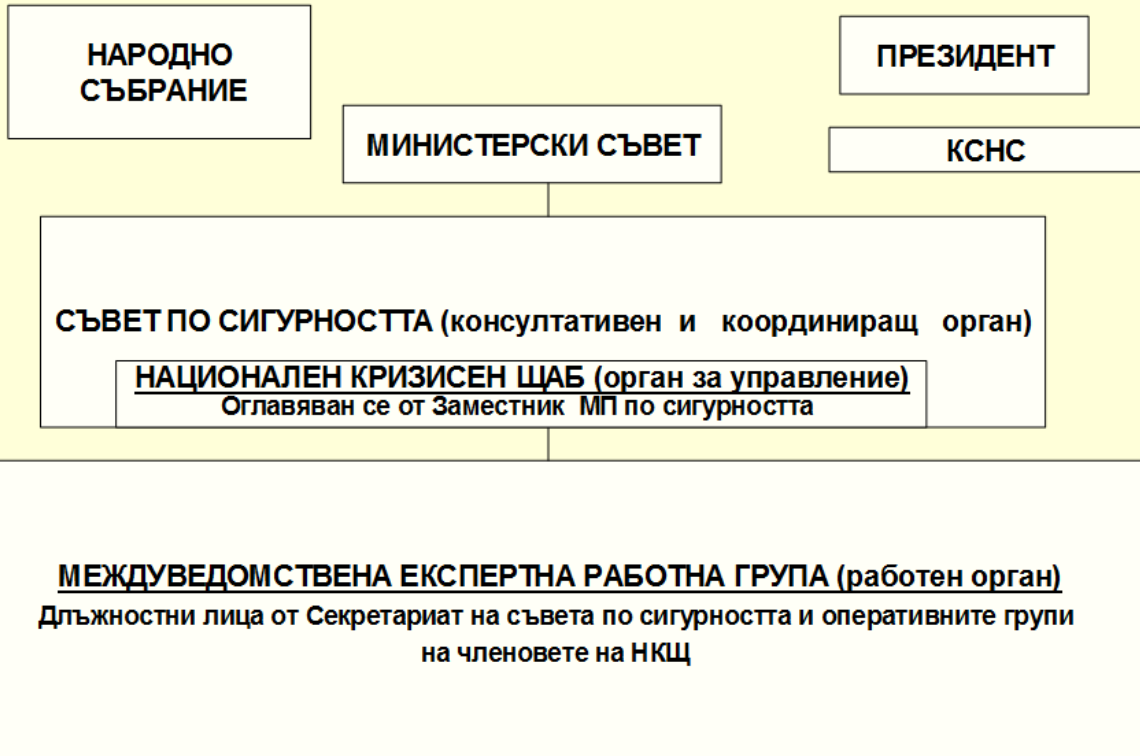 НАРОДНО
СЪБРАНИЕ
ПРЕЗИДЕНТ
МИНИСТЕРСКИ СЪВЕТ
КСНС
СЪВЕТ ПО СИГУРНОСТТА (консултативен и координиращ орган)
НАЦИОНАЛЕН КРИЗИСЕН ЩАБ (орган за управление)
Оглавяван се от Заместник МП по сигурността
МЕЖДУВЕДОМСТВЕНА ЕКСПЕРТНА РАБОТНА ГРУПА (работен орган)
Длъжностни лица от Секретариат на съвета по сигурността и оперативните групи
на членовете на НКЩ